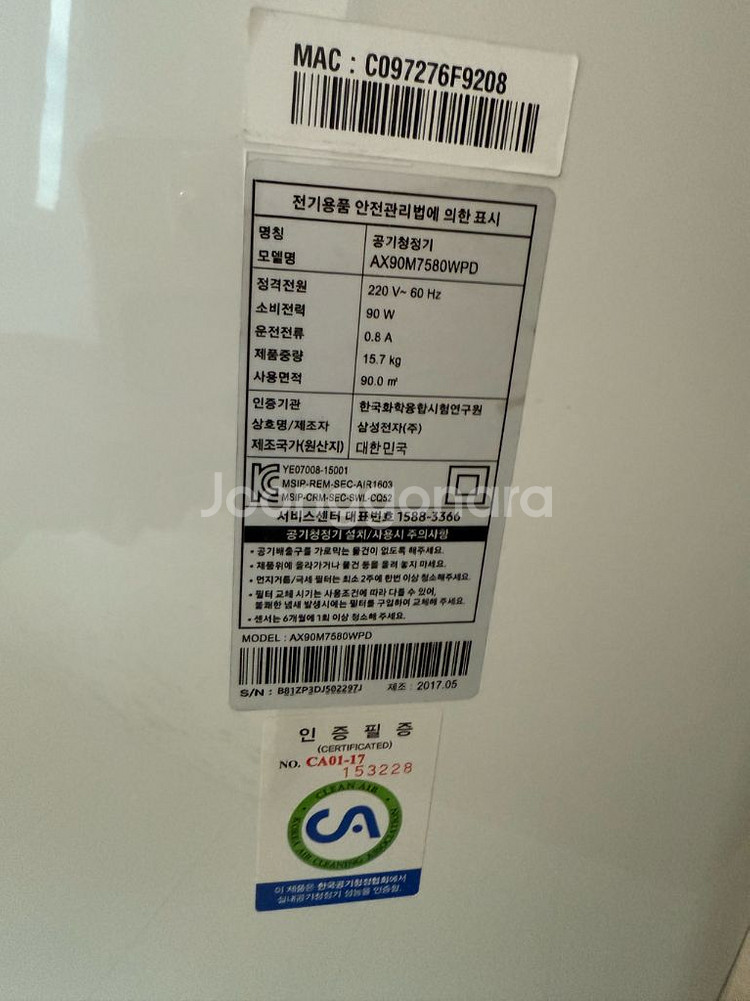 MAC : C097276F9208
전기용품 안전관리법에 의한 표시
명칭 공기청정기
모델명 AX90M7580WPD
정격전원 220 V~ 60 Hz
소비전력 90 W
운전전류 0.8 A
제품중량 15.7 kg
사용면적 90.0 ㎡
인증기관 한국화학융합시험연구원
상호명/제조자 삼성전자(주)
제조국가(원산지) 대한민국
YE07008-15001
MSIP-REM-SEC-AIR1603
MSIP-CRM-SEC-SWL-CQ52
Joonggonara
서비스센터 대표번호 1588-3366
공기청정기 설치/사용시 주의사항
• 공기배출구를 가로막는 물건이 없도록 해주세요.
• 제품위에 올라가거나 물건 등을 올려 놓지 마세요.
• 먼지거름/극세 필터는 최소 2주에 한번 이상 청소해주세요.
• 필터 교체 시기는 사용조건에 따라 다를 수 있어,
불쾌한 냄새 발생시에는 필터를 구입하여 교체해 주세요.
• 센서는 6개월에 1회 이상 청소해 주세요.
MODEL : AX90M7580WPD
S/N : B81ZP3DJ502297J 제조 : 2017.05
인 증 필 증
(CERTIFICATED)
NO. CA01-17
153228
CLEAN AIR
CA
KOREA AIR CLEANING ASSOCIATION
이 제품은 한국공기청정협회에서
실내공기청정기 성능을 인증함.